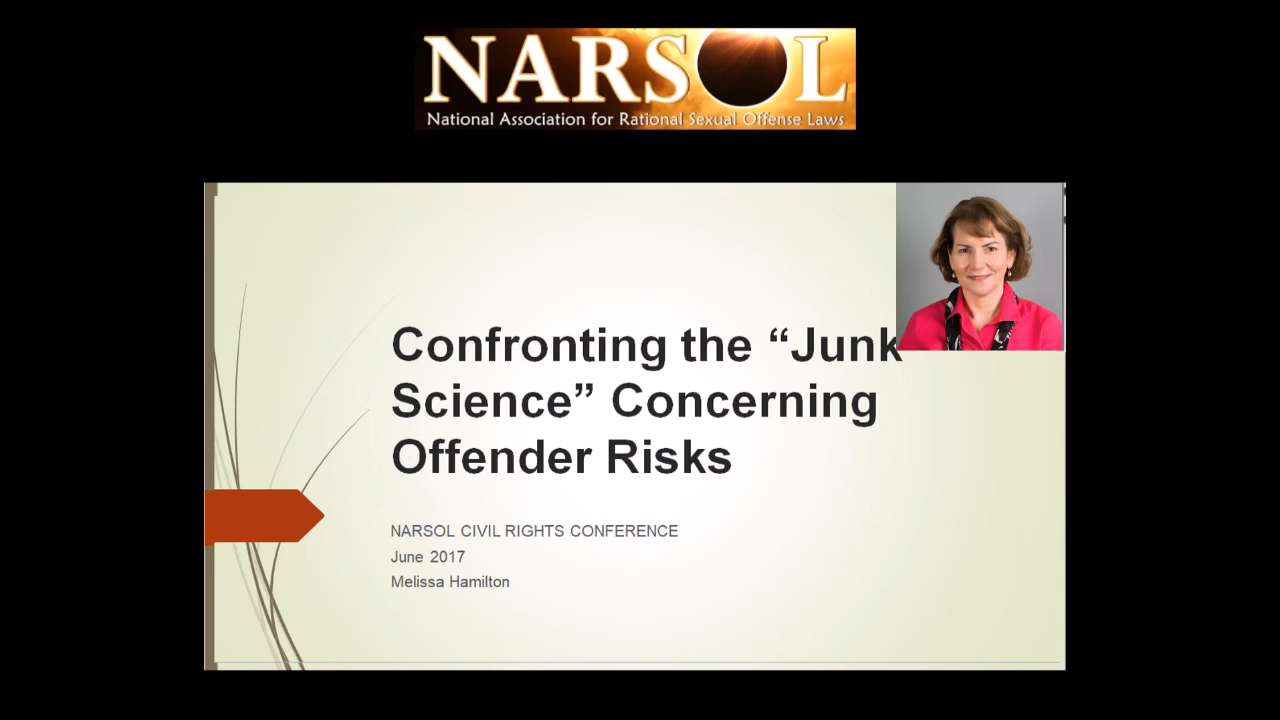 NARSOL
National Association for Rational Sexual Offense Laws
Confronting the “Junk
Science” Concerning
Offender Risks
NARSOL CIVIL RIGHTS CONFERENCE
June 2017
Melissa Hamilton